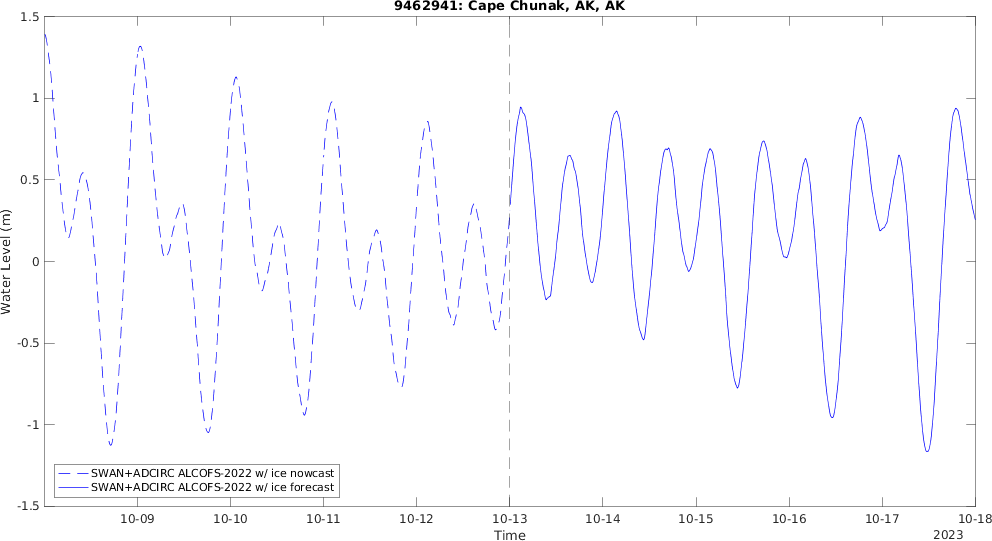 9462941: Cape Chunak, AK, AK
1.5
1
0.5
0
-0.5
-1
-1.5
Water Level (m)
SWAN+ADCIRC ALCOFS-2022 w/ ice nowcast
SWAN+ADCIRC ALCOFS-2022 w/ ice forecast
10-09 10-10 10-11 10-12 10-13 10-14 10-15 10-16 10-17 10-18
Time
2023